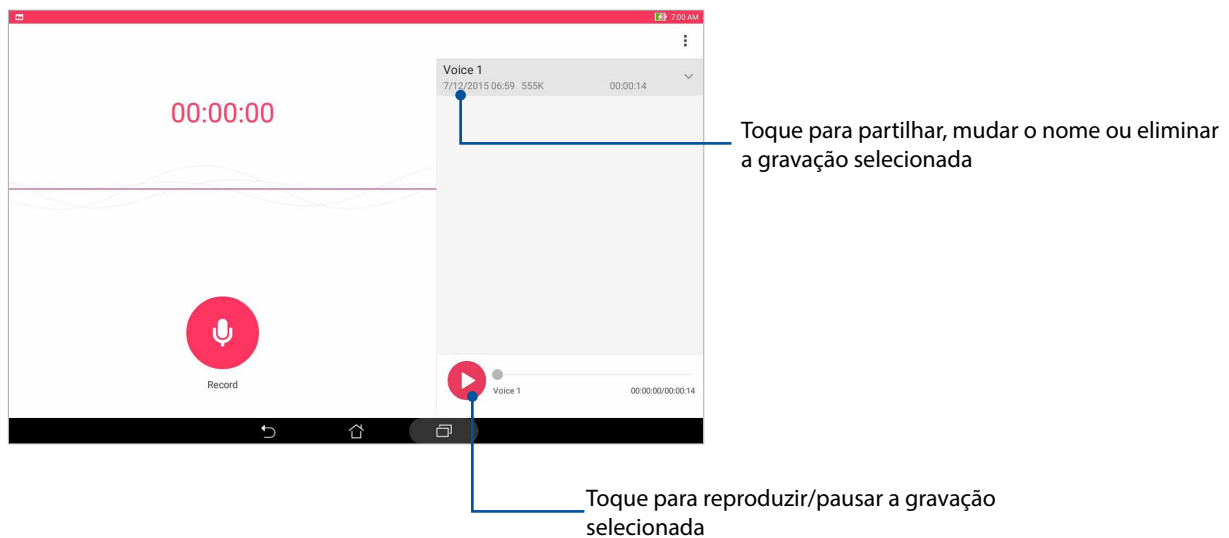 7:00 AM
Voice 1
7/12/2015 06:59 555K 00:00:14
00:00:00
Toque para partilhar, mudar o nome ou eliminar
a gravação selecionada
Record
Voice 1 00:00:00/00:00:14
Toque para reproduzir/pausar a gravação
selecionada